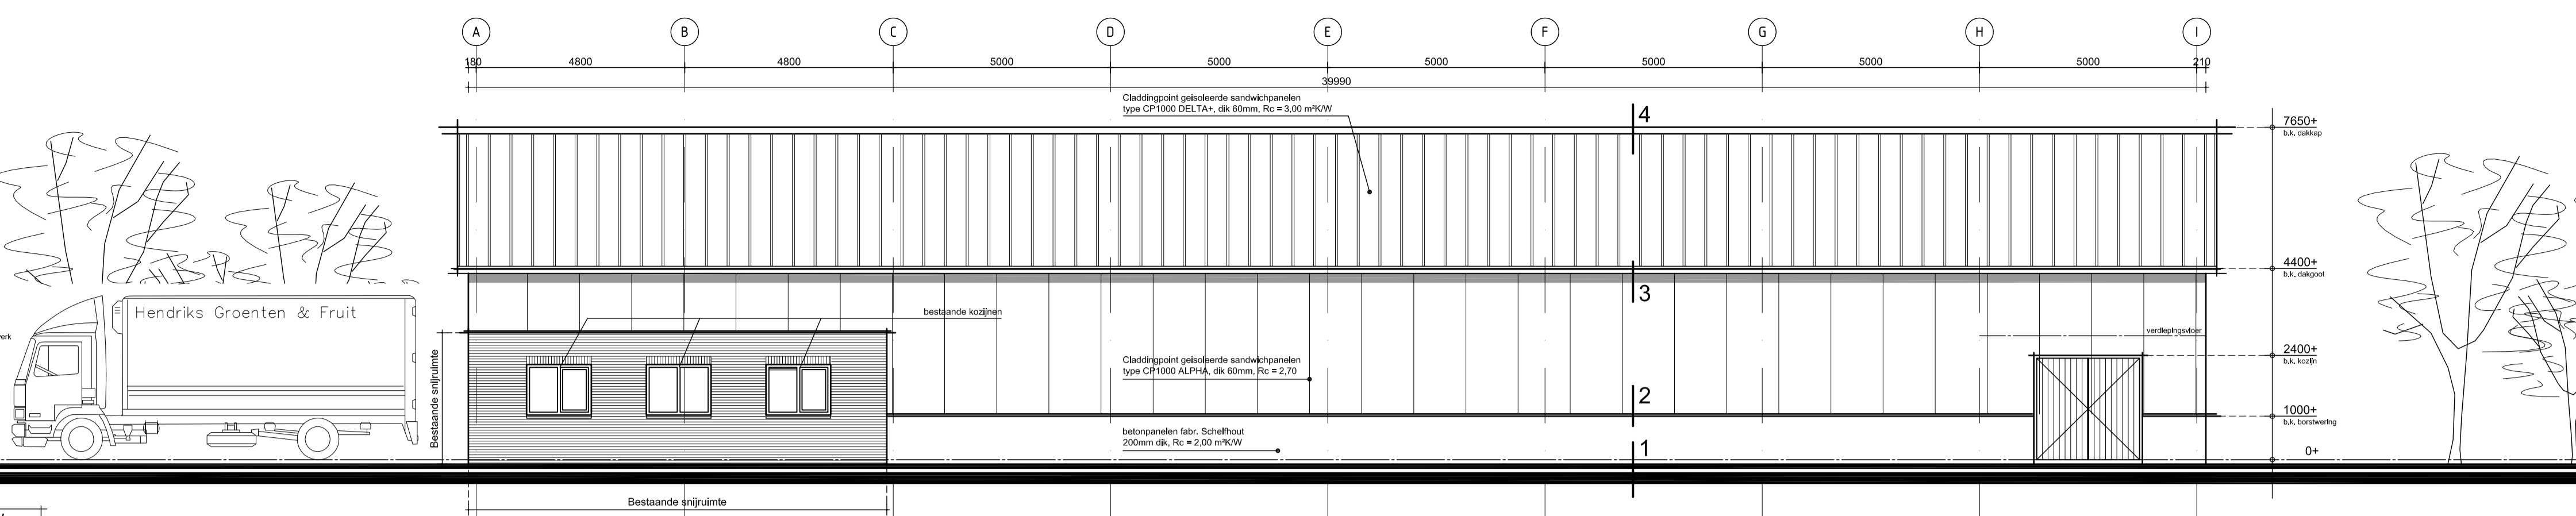 A B C D E F G H I
180 4800 4800 5000 5000 5000 5000 5000 5000 210
39990
Claddingpoint geisoleerde sandwichpanelen
type CP1000 DELTA+, dik 60mm, Rc = 3,00 m²K/W
4
7650+
b.k. dakkap
4400+
b.k. dakgoot
3
Hendriks Groenten & Fruit
bestaande kozijnen
verdiepingsvloer
2400+
b.k. kozijn
Claddingpoint geisoleerde sandwichpanelen
type CP1000 ALPHA, dik 60mm, Rc = 2,70
2
1000+
b.k. borstwering
Bestaande snijruimte
betonpanelen fabr. Schelfhout
200mm dik, Rc = 2,00 m²K/W
1
0+
Bestaande snijruimte